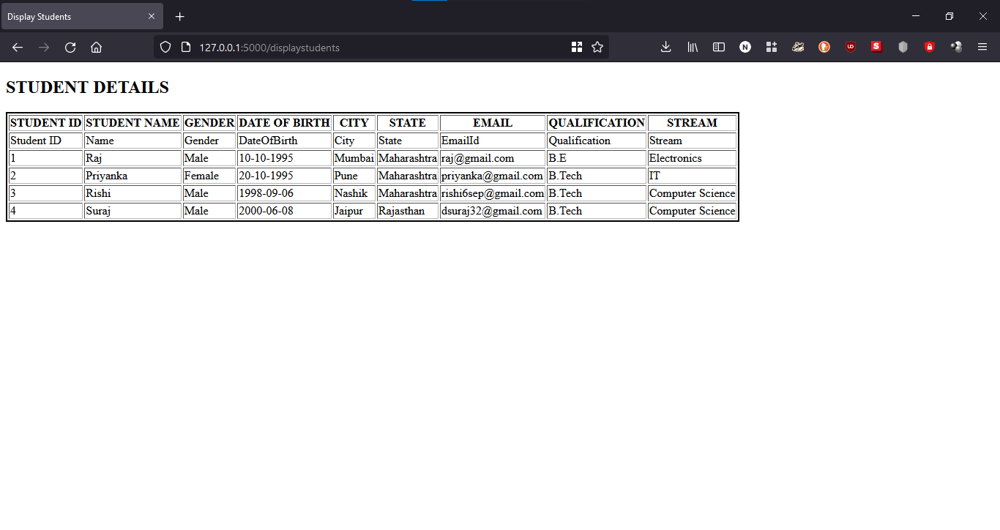 Display Students
127.0.0.1:5000/displaystudents
N
UD
S
STUDENT DETAILS
STUDENT ID STUDENT NAME GENDER DATE OF BIRTH CITY STATE EMAIL QUALIFICATION STREAM
Student ID Name Gender DateOfBirth City State EmailId Qualification Stream
1 Raj Male 10-10-1995 Mumbai Maharashtra raj@gmail.com B.E Electronics
2 Priyanka Female 20-10-1995 Pune Maharashtra priyanka@gmail.com B.Tech IT
3 Rishi Male 1998-09-06 Nashik Maharashtra rishi6sep@gmail.com B.Tech Computer Science
4 Suraj Male 2000-06-08 Jaipur Rajasthan dsuraj32@gmail.com B.Tech Computer Science